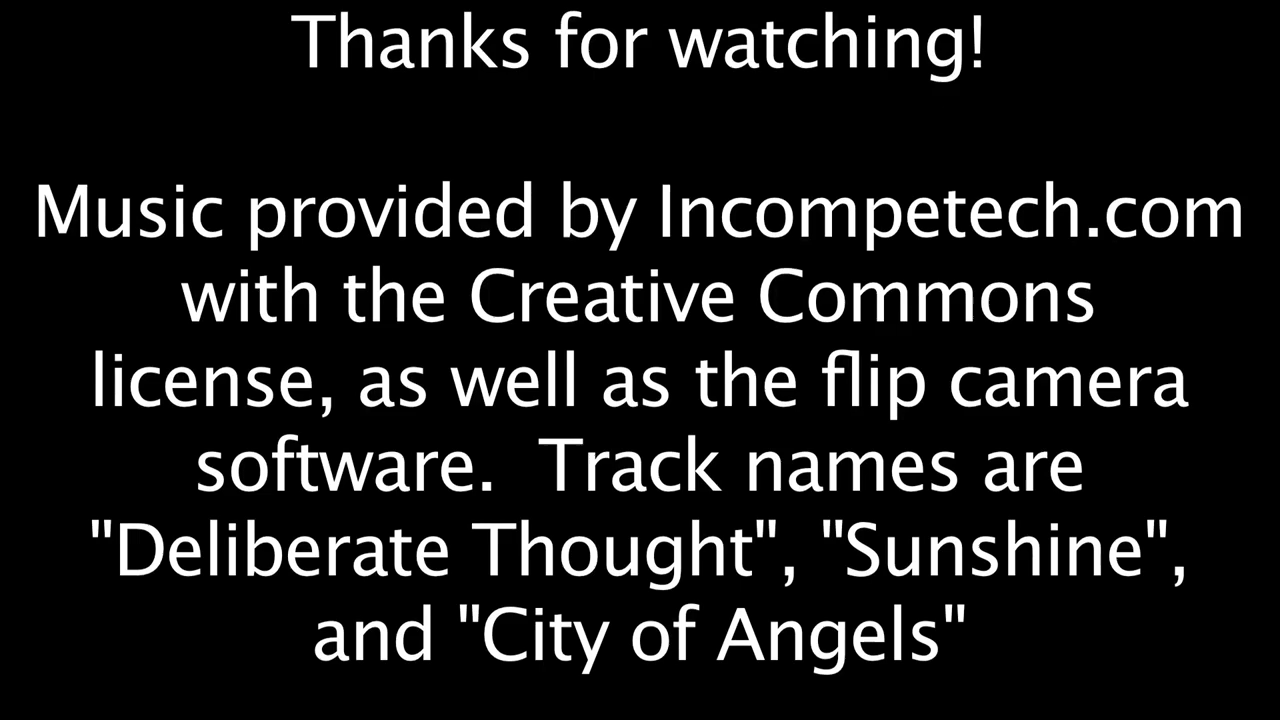 Thanks for watching!
Music provided by Incompetech.com
with the Creative Commons
license, as well as the flip camera
software.  Track names are
"Deliberate Thought", "Sunshine",
and "City of Angels"